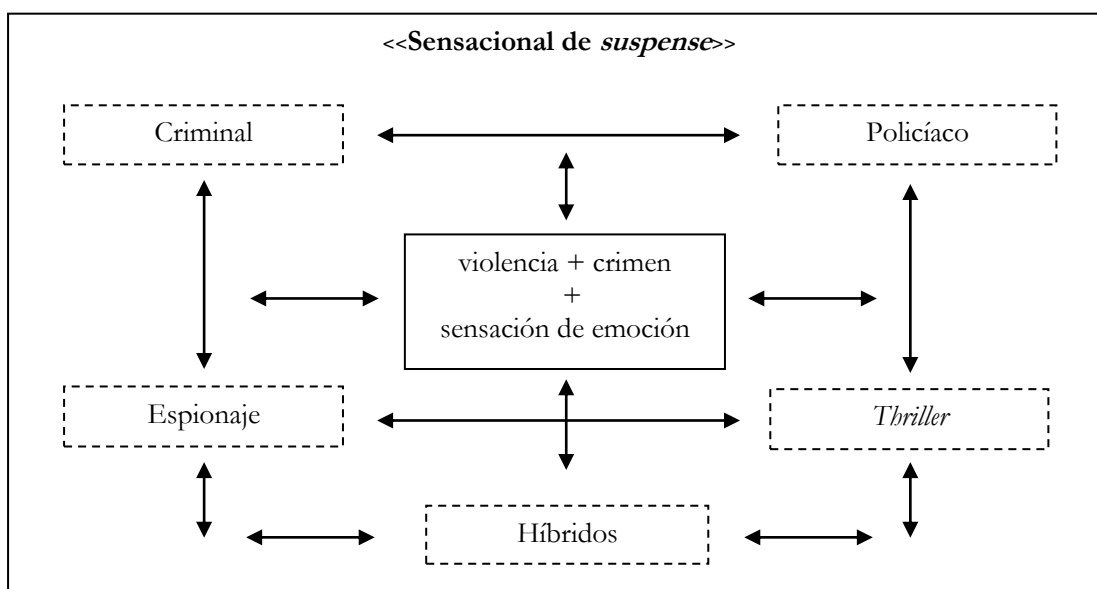 <<Sensacional de suspense>>
Criminal
Policíaco
violencia + crimen
+
sensación de emoción
Espionaje
Thriller
Híbridos